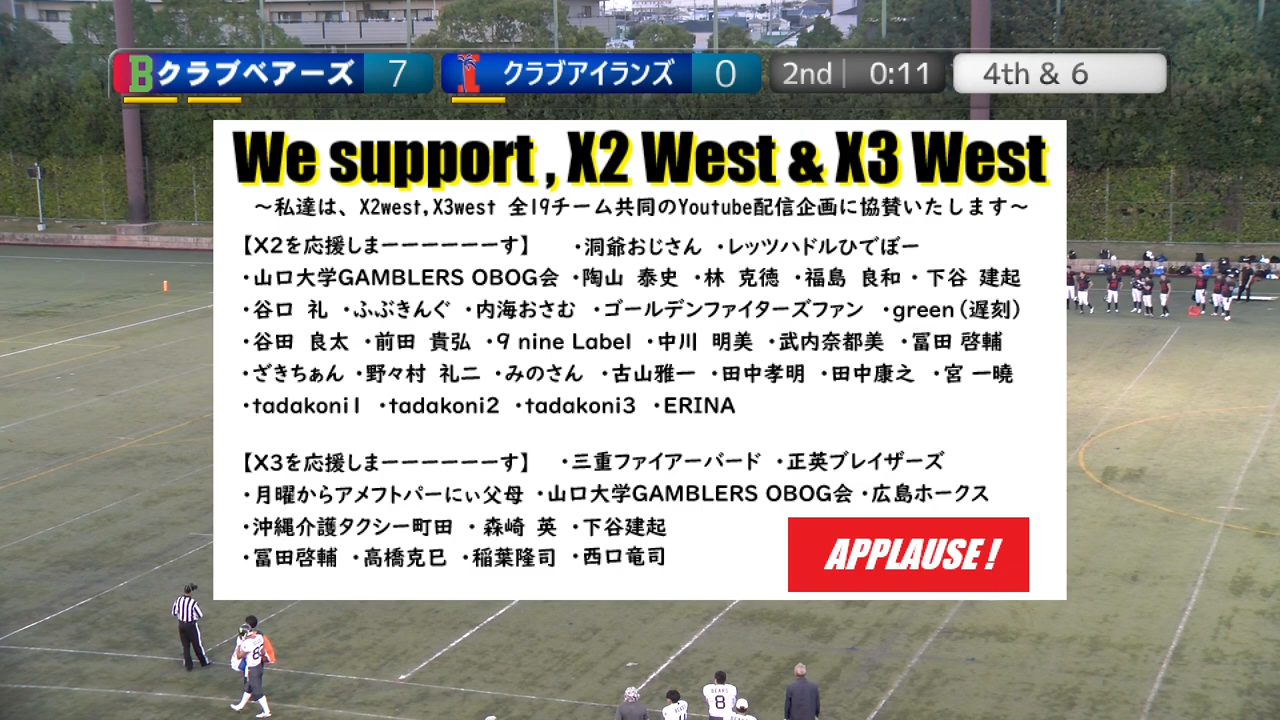 B クラブベアーズ 7 I クラブアイランズ 0 2nd 0:11 4th & 6
We support , X2 West & X3 West
～私達は、X2west,X3west 全19チーム共同のYoutube配信企画に協賛いたします～
【X2を応援しまーーーーーーす】 ・洞爺おじさん ・レッツハドルひでぼー
・山口大学GAMBLERS OBOG会 ・陶山 泰史 ・林 克徳 ・福島 良和 ・下谷 建起
・谷口 礼 ・ふぶきんぐ ・内海おさむ ・ゴールデンファイターズファン ・green（遅刻）
・谷田 良太 ・前田 貴弘 ・9 nine Label ・中川 明美 ・武内奈都美 ・冨田 啓輔
・ざきちぁん ・野々村 礼二 ・みのさん ・古山雅一 ・田中孝明 ・田中康之 ・宮 一曉
・tadakoni1 ・tadakoni2 ・tadakoni3 ・ERINA
【X3を応援しまーーーーーーす】 ・三重ファイアーバード ・正英ブレイザーズ
・月曜からアメフトパーにぃ父母 ・山口大学GAMBLERS OBOG会 ・広島ホークス
・沖縄介護タクシー町田 ・森崎 英 ・下谷建起
・冨田啓輔 ・高橋克巳 ・稲葉隆司 ・西口竜司
APPLAUSE!
BEARS
8